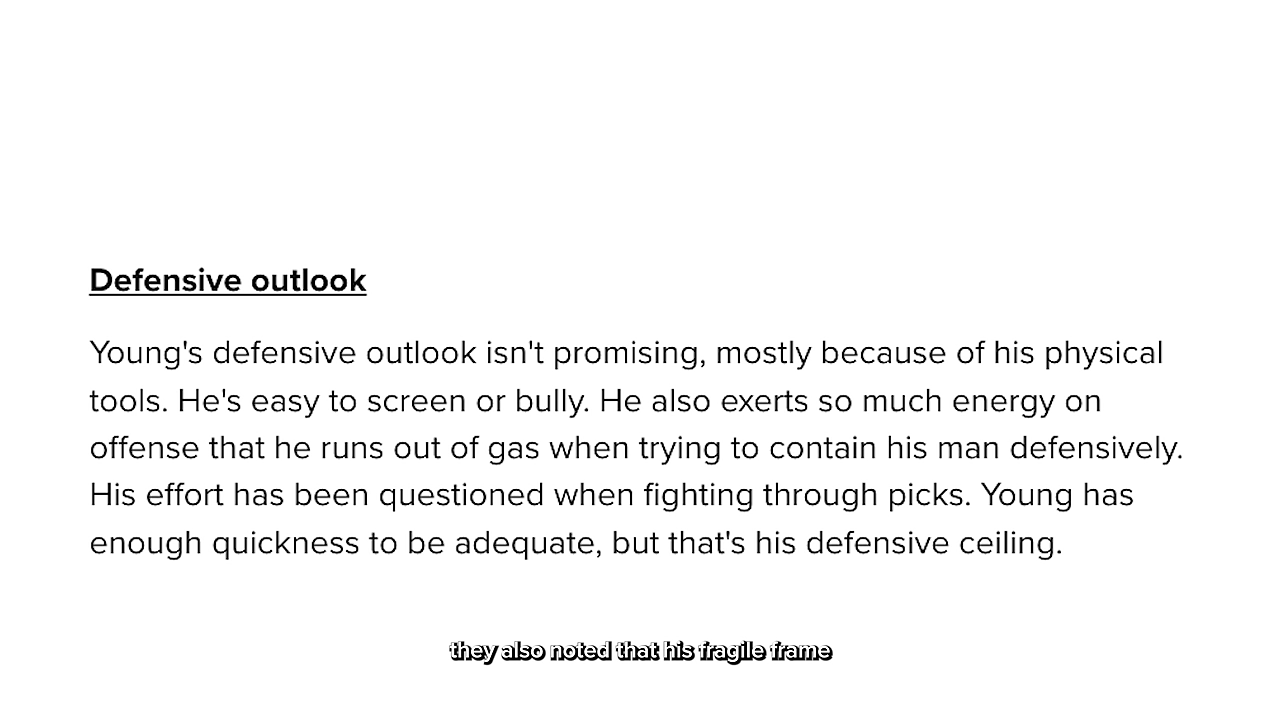 Defensive outlook
Young's defensive outlook isn't promising, mostly because of his physical
tools. He's easy to screen or bully. He also exerts so much energy on
offense that he runs out of gas when trying to contain his man defensively.
His effort has been questioned when fighting through picks. Young has
enough quickness to be adequate, but that's his defensive ceiling.
they also noted that his fragile frame